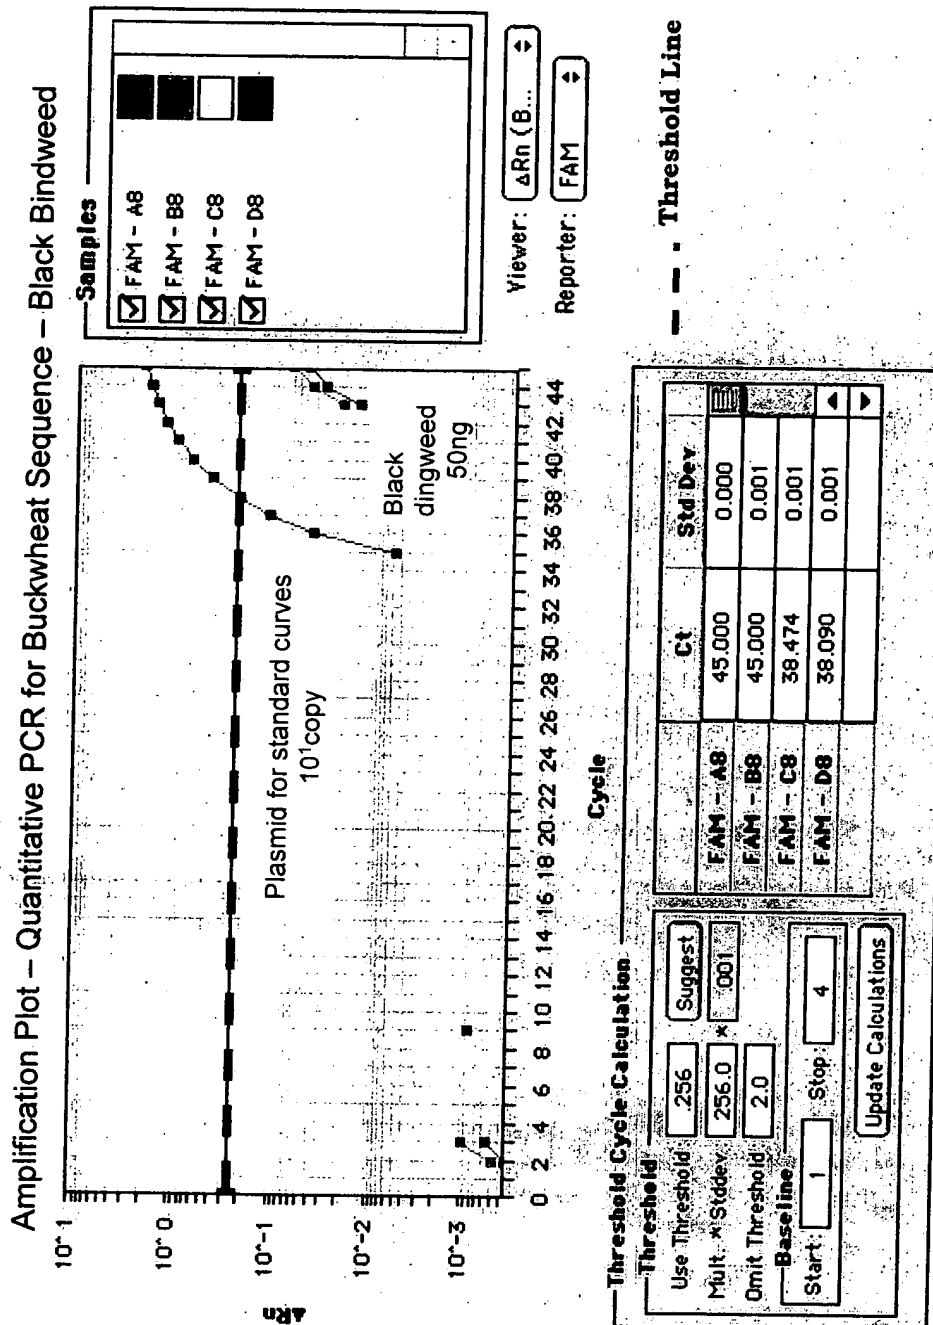 Amplification Plot – Quantitative PCR for Buckwheat Sequence – Black Bindweed
ΔRn
10^1
10^0
10^-1
10^-2
10^-3
Plasmid for standard curves
10¹copy
Black
dingweed
50ng
0 2 4 6 8 10 12 14 16 18 20 22 24 26 28 30 32 34 36 38 40 42 44
Cycle
Samples
FAM - A8
FAM - B8
FAM - C8
FAM - D8
Viewer: ΔRn (B...
Reporter: FAM
Threshold Cycle Calculation
Threshold
Use Threshold: .256 Suggest
Mult. * Stddev: 256.0 * .001
Omit Threshold: 2.0
Baseline
Start: 1 Stop: 4
Update Calculations
Ct Std Dev
FAM - A8 45.000 0.000
FAM - B8 45.000 0.001
FAM - C8 38.474 0.001
FAM - D8 38.090 0.001
Threshold Line